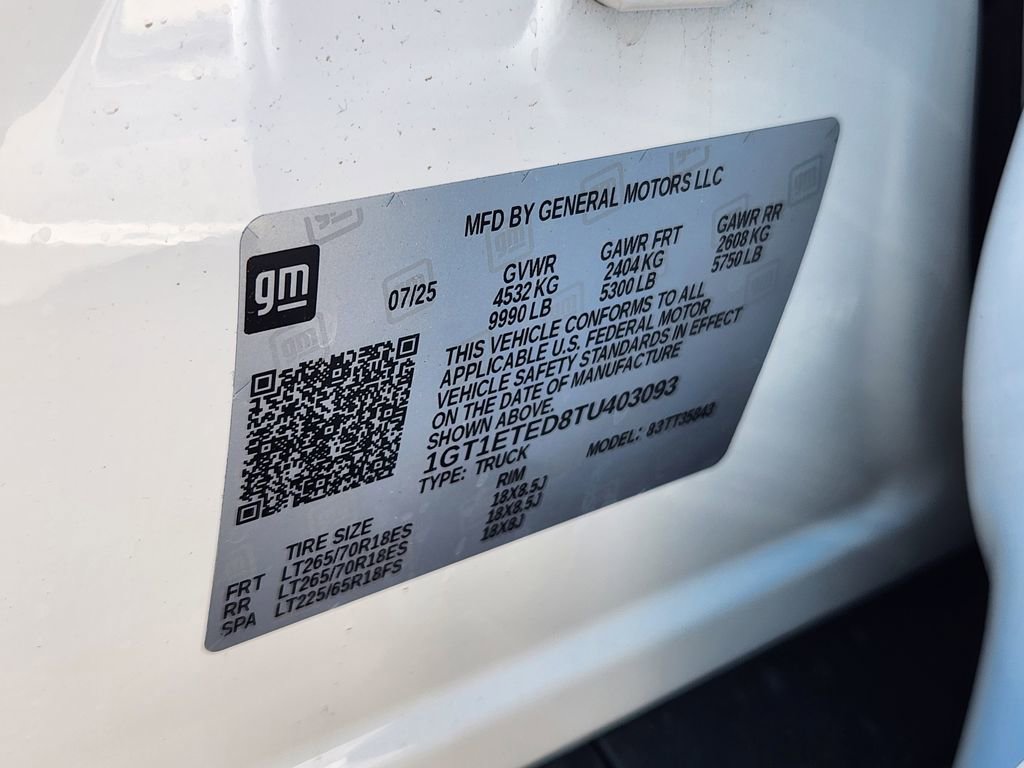 MFD BY GENERAL MOTORS LLC
gm
07/25
GVWR GAWR FRT GAWR RR
4532 KG 2404 KG 2608 KG
9990 LB 5300 LB 5750 LB
THIS VEHICLE CONFORMS TO ALL
APPLICABLE U.S. FEDERAL MOTOR
VEHICLE SAFETY STANDARDS IN EFFECT
ON THE DATE OF MANUFACTURE
SHOWN ABOVE.
1GT1ETED8TU403093
TYPE: TRUCK MODEL: 83TT35843
TIRE SIZE RIM
FRT LT265/70R18ES 18X8.5J
RR LT265/70R18ES 18X8.5J
SPA LT225/65R18FS 18X8J